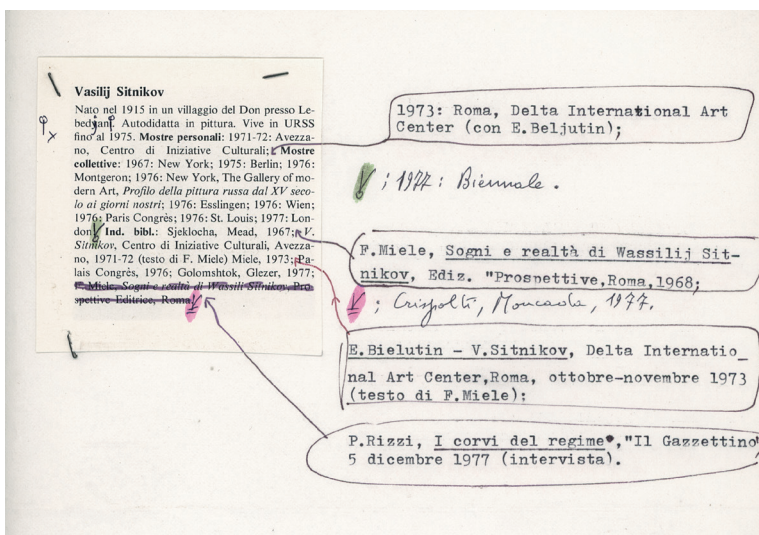 Vasilij Sitnikov
Nato nel 1915 in un villaggio del Don presso Le-
bedjanj. Autodidatta in pittura. Vive in URSS
fino al 1975. Mostre personali: 1971-72: Avezza-
no, Centro di Iniziative Culturali; Mostre
collettive: 1967: New York; 1975: Berlin; 1976:
Montgeron; 1976: New York, The Gallery of mo-
dern Art, Profilo della pittura russa dal XV seco-
lo ai giorni nostri; 1976: Esslingen; 1976: Wien;
1976: Paris Congrès; 1976: St. Louis; 1977: Lon-
don. Ind. bibl.: Sjeklocha, Mead, 1967; V.
Sitnikov, Centro di Iniziative Culturali, Avezza-
no, 1971-72 (testo di F. Miele) Miele, 1973; Pa-
lais Congrès, 1976; Golomshtok, Glezer, 1977;
F. Miele, Sogni e realtà di Wassili Sitnikov, Pro
spettive Editrice, Roma
1973: Roma, Delta International Art
Center (con E.Beljutin);
; 1977: Biennale.
F.Miele, Sogni e realtà di Wassilij Sit-
nikov, Ediz. "Prospettive,Roma,1968;
; Crispolti, Moncada, 1977.
E.Bielutin - V.Sitnikov, Delta Internatio_
nal Art Center,Roma, ottobre-novembre 1973
(testo di F.Miele);
P.Rizzi, I corvi del regime,"Il Gazzettino"
5 dicembre 1977 (intervista).